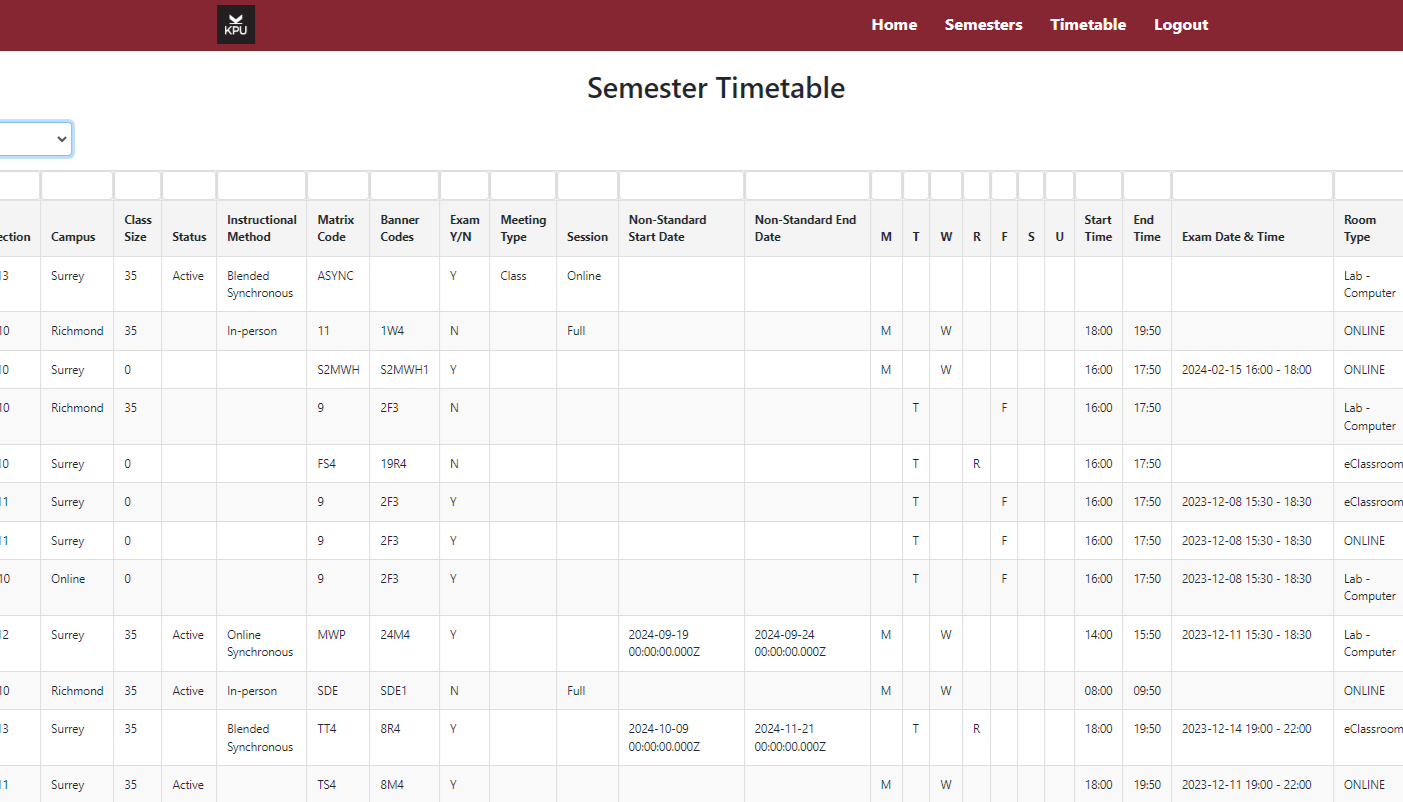 KPU
Home Semesters Timetable Logout
Semester Timetable
Class Instructional Matrix Banner Exam Meeting Non-Standard Non-Standard End Start End Room
ection Campus Size Status Method Code Codes Y/N Type Session Start Date Date M T W R F S U Time Time Exam Date & Time Type
13 Surrey 35 Active Blended ASYNC Y Class Online Lab -
Synchronous Computer
10 Richmond 35 In-person 11 1W4 N Full M W 18:00 19:50 ONLINE
10 Surrey 0 S2MWH S2MWH1 Y M W 16:00 17:50 2024-02-15 16:00 - 18:00 ONLINE
10 Richmond 35 9 2F3 N T F 16:00 17:50 Lab -
Computer
10 Surrey 0 FS4 19R4 N T R 16:00 17:50 eClassroom
11 Surrey 0 9 2F3 Y T F 16:00 17:50 2023-12-08 15:30 - 18:30 eClassroom
11 Surrey 0 9 2F3 Y T F 16:00 17:50 2023-12-08 15:30 - 18:30 ONLINE
10 Online 0 9 2F3 Y T F 16:00 17:50 2023-12-08 15:30 - 18:30 Lab -
Computer
12 Surrey 35 Active Online MWP 24M4 Y 2024-09-19 2024-09-24 M W 14:00 15:50 2023-12-11 15:30 - 18:30 Lab -
Synchronous 00:00:00.000Z 00:00:00.000Z Computer
10 Richmond 35 Active In-person SDE SDE1 N Full M W 08:00 09:50 ONLINE
13 Surrey 35 Blended TT4 8R4 Y 2024-10-09 2024-11-21 T R 18:00 19:50 2023-12-14 19:00 - 22:00 eClassroom
Synchronous 00:00:00.000Z 00:00:00.000Z
11 Surrey 35 Active TS4 8M4 Y M W 18:00 19:50 2023-12-11 19:00 - 22:00 ONLINE